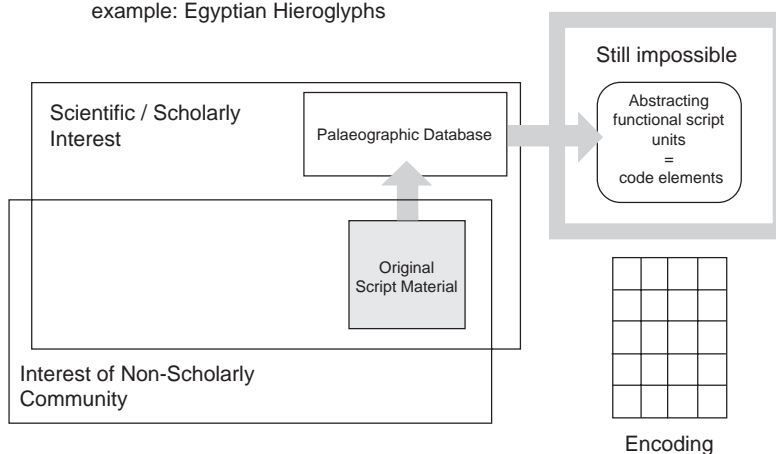 example: Egyptian Hieroglyphs
Still impossible
Scientific / Scholarly
Interest
Palaeographic Database
Abstracting
functional script
units
=
code elements
Original
Script Material
Interest of Non-Scholarly
Community
Encoding